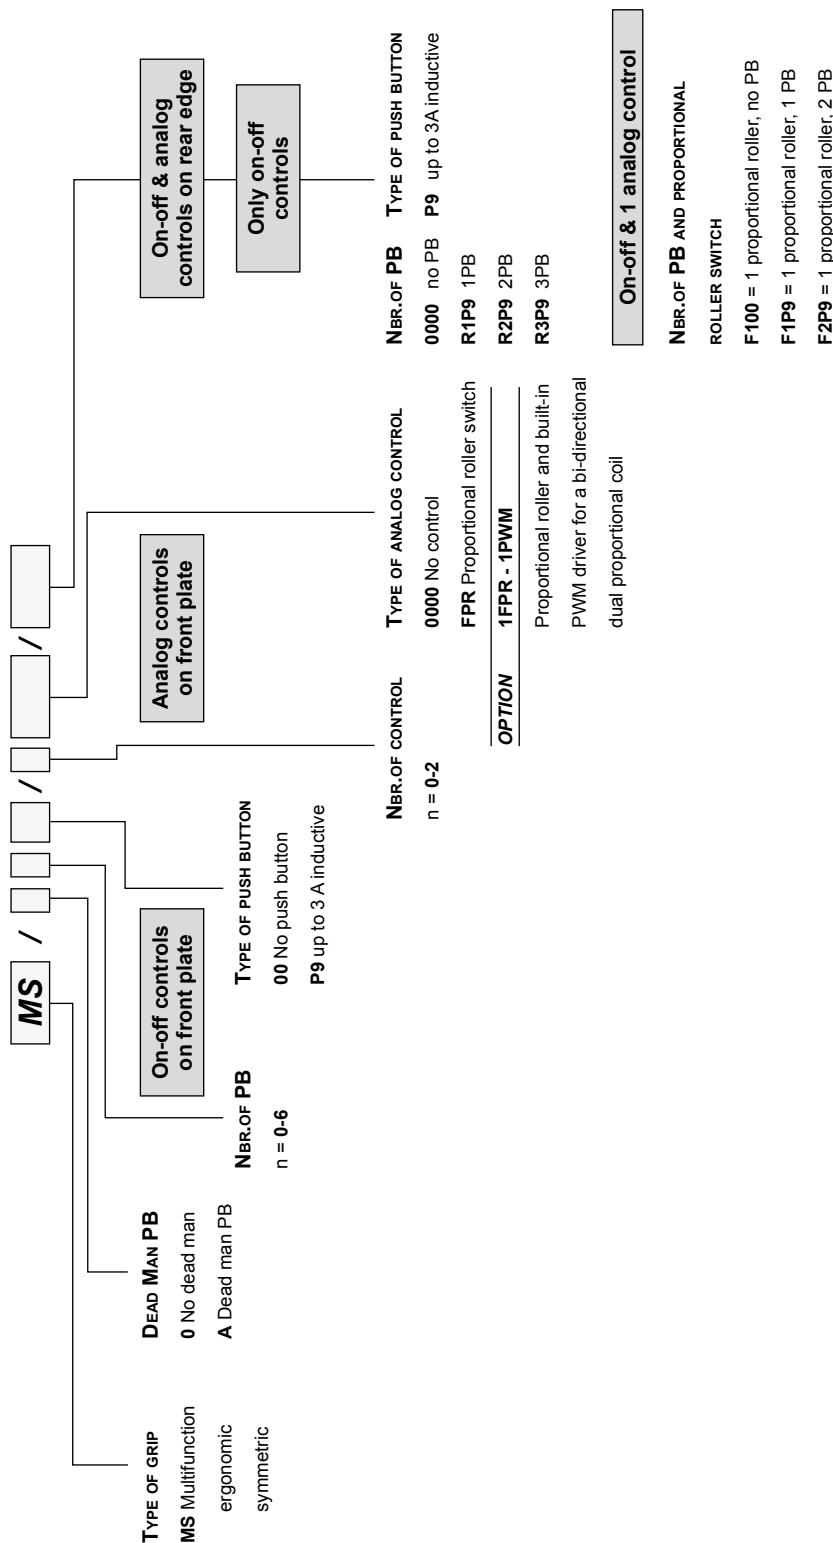 MS / / /
TYPE OF GRIP
MS Multifunction
ergonomic
symmetric
DEAD MAN PB
0 No dead man
A Dead man PB
On-off controls
on front plate
NBR.OF PB
n = 0-6
TYPE OF PUSH BUTTON
00 No push button
P9 up to 3 A inductive
Analog controls
on front plate
NBR.OF CONTROL
n = 0-2
TYPE OF ANALOG CONTROL
0000 No control
FPR Proportional roller switch
OPTION 1FPR - 1PWM
Proportional roller and built-in
PWM driver for a bi-directional
dual proportional coil
On-off & analog
controls on rear edge
Only on-off
controls
NBR.OF PB
0000 no PB
R1P9 1PB
R2P9 2PB
R3P9 3PB
TYPE OF PUSH BUTTON
P9 up to 3A inductive
On-off & 1 analog control
NBR.OF PB AND PROPORTIONAL
ROLLER SWITCH
F100 = 1 proportional roller, no PB
F1P9 = 1 proportional roller, 1 PB
F2P9 = 1 proportional roller, 2 PB